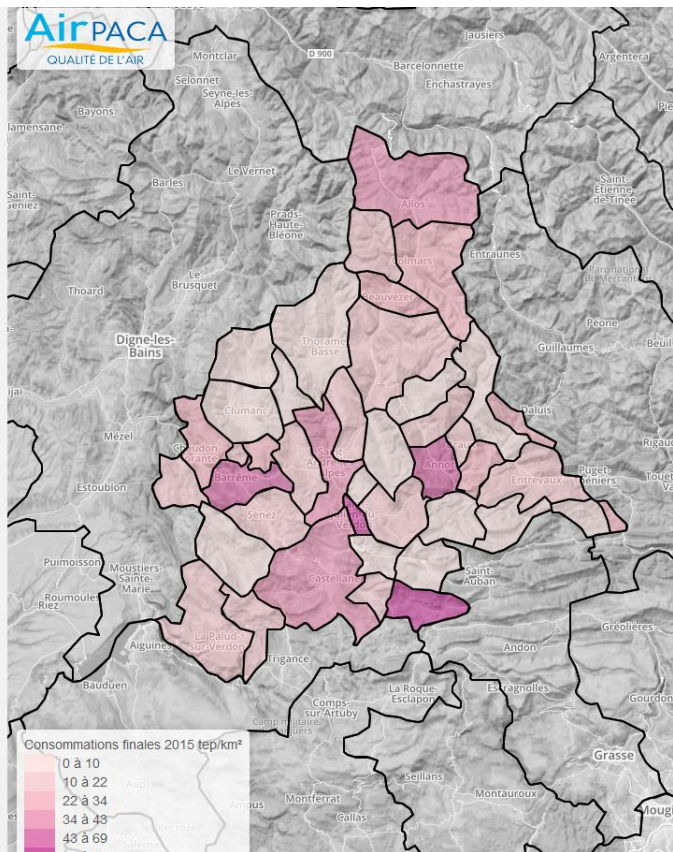 AirPACA
QUALITÉ DE L'AIR
Jausiers
Montclar
D 900
Barcelonnette
Argentera
Selonnet
Enchastrayes
Seyne-les-
Alpes
Bayons
Le Vernet
Barles
Saint-
Étienne
de-Tinée
Allos
Prads-
Haute-
Bléone
Entraunes
Le
Brusquet
Thoard
Beauvezer
Péone
Digne-les-
Bains
Thorame
Basse
Guillaumes
Beuil
Clumanc
Daluis
Mézel
Annot
Rigaud
Barrême
Entrevaux
Puget-
Théniers
Estoublon
Senez
Puimoisson
Moustiers-
Sainte-
Marie
Castellane
Saint-
Auban
Roumoules
Riez
Gréolières
La Palud
sur-Verdon
Aiguines
Andon
Trigance
Bauduen
La Roque-
Esclapon
Escragnolles
Comps
sur-Artuby
Gourdon
Grasse
Seillans
Montauroux
Montferrat
Callas
Consommations finales 2015 tep/km²
0 à 10
10 à 22
22 à 34
34 à 43
43 à 69